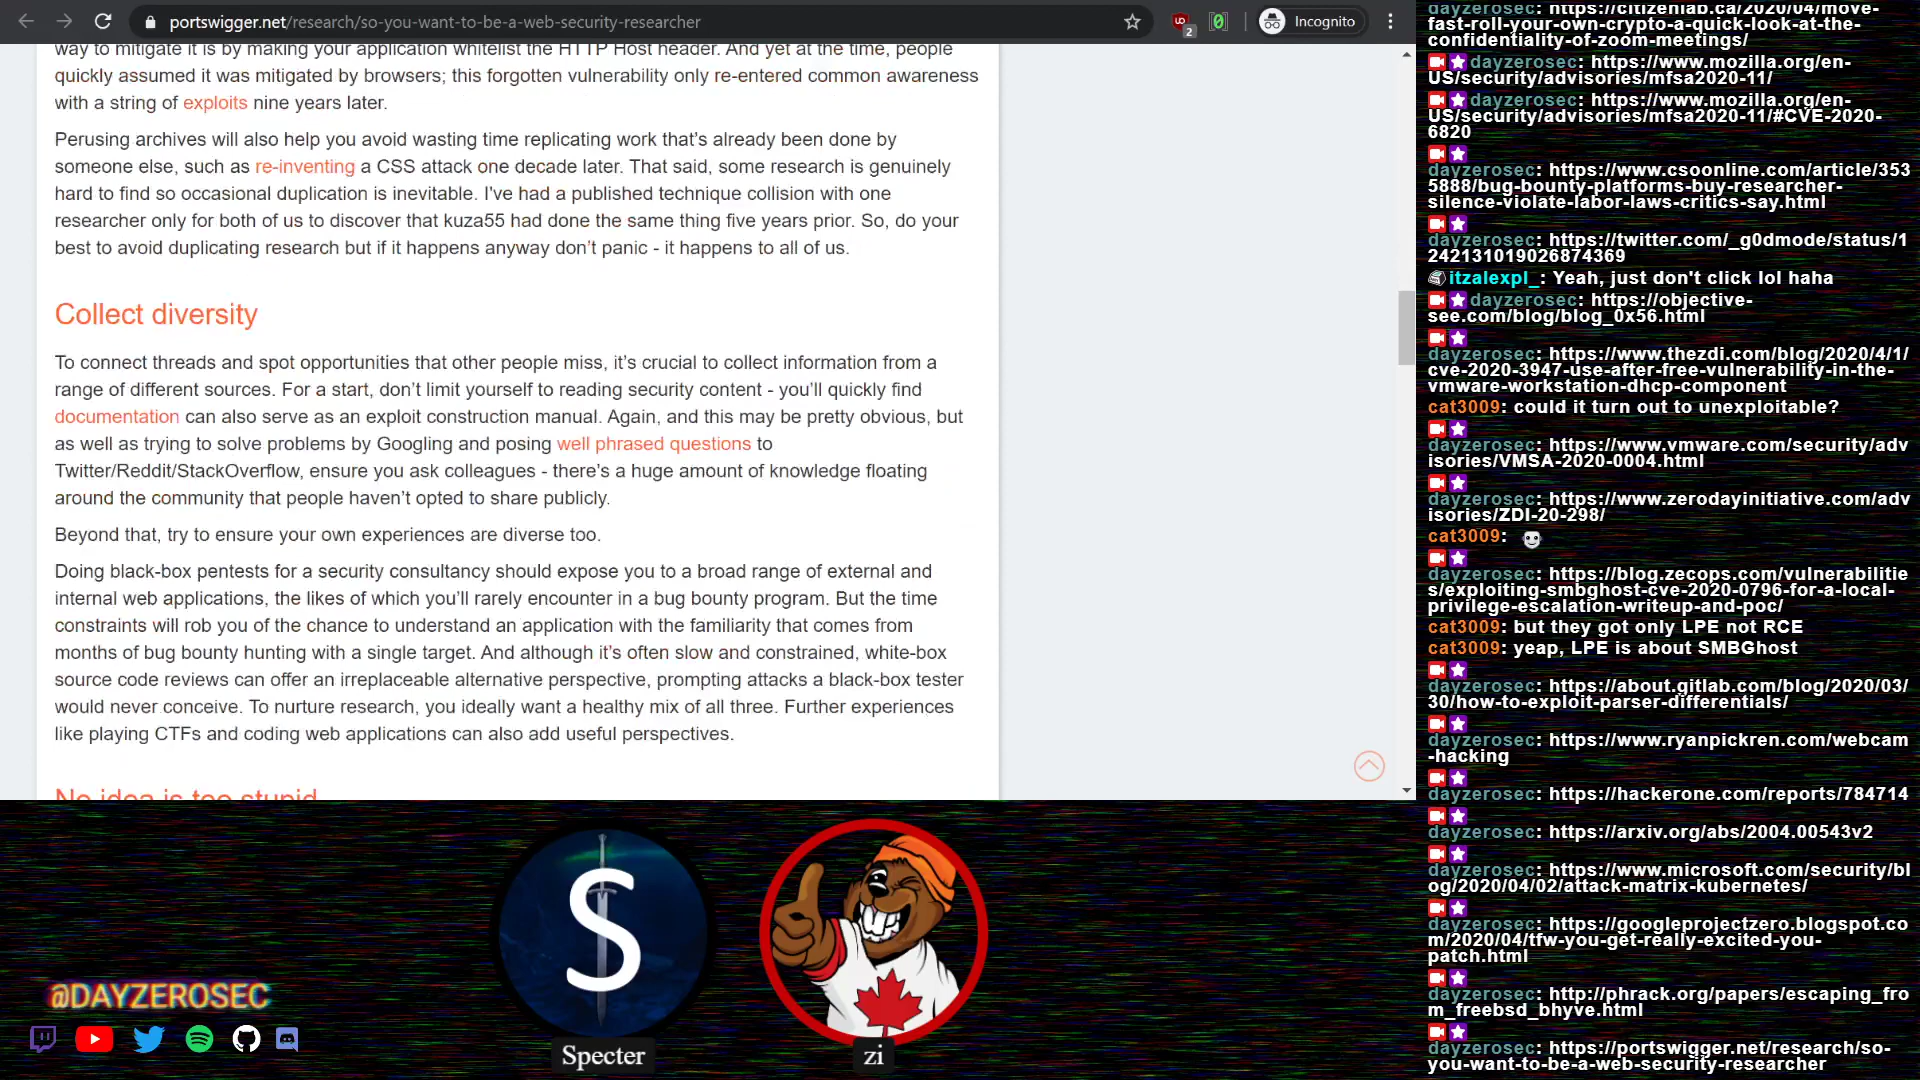 portswigger.net/research/so-you-want-to-be-a-web-security-researcher
2
Incognito
way to mitigate it is by making your application whitelist the HTTP Host header. And yet at the time, people
quickly assumed it was mitigated by browsers; this forgotten vulnerability only re-entered common awareness
with a string of exploits nine years later.
Perusing archives will also help you avoid wasting time replicating work that's already been done by
someone else, such as re-inventing a CSS attack one decade later. That said, some research is genuinely
hard to find so occasional duplication is inevitable. I've had a published technique collision with one
researcher only for both of us to discover that kuza55 had done the same thing five years prior. So, do your
best to avoid duplicating research but if it happens anyway don't panic - it happens to all of us.
Collect diversity
To connect threads and spot opportunities that other people miss, it's crucial to collect information from a
range of different sources. For a start, don't limit yourself to reading security content - you'll quickly find
documentation can also serve as an exploit construction manual. Again, and this may be pretty obvious, but
as well as trying to solve problems by Googling and posing well phrased questions to
Twitter/Reddit/StackOverflow, ensure you ask colleagues - there's a huge amount of knowledge floating
around the community that people haven't opted to share publicly.
Beyond that, try to ensure your own experiences are diverse too.
Doing black-box pentests for a security consultancy should expose you to a broad range of external and
internal web applications, the likes of which you'll rarely encounter in a bug bounty program. But the time
constraints will rob you of the chance to understand an application with the familiarity that comes from
months of bug bounty hunting with a single target. And although it's often slow and constrained, white-box
source code reviews can offer an irreplaceable alternative perspective, prompting attacks a black-box tester
would never conceive. To nurture research, you ideally want a healthy mix of all three. Further experiences
like playing CTFs and coding web applications can also add useful perspectives.
No idea is too stupid
@DAYZEROSEC
S
Specter
zi
dayzerosec: https://citizenlab.ca/2020/04/move-
fast-roll-your-own-crypto-a-quick-look-at-the-
confidentiality-of-zoom-meetings/
dayzerosec: https://www.mozilla.org/en-
US/security/advisories/mfsa2020-11/
dayzerosec: https://www.mozilla.org/en-
US/security/advisories/mfsa2020-11/#CVE-2020-
6820
dayzerosec: https://www.csoonline.com/article/353
5888/bug-bounty-platforms-buy-researcher-
silence-violate-labor-laws-critics-say.html
dayzerosec: https://twitter.com/_g0dmode/status/1
242131019026874369
itzalexpl_: Yeah, just don't click lol haha
dayzerosec: https://objective-
see.com/blog/blog_0x56.html
dayzerosec: https://www.thezdi.com/blog/2020/4/1/
cve-2020-3947-use-after-free-vulnerability-in-the-
vmware-workstation-dhcp-component
cat3009: could it turn out to unexploitable?
dayzerosec: https://www.vmware.com/security/adv
isories/VMSA-2020-0004.html
dayzerosec: https://www.zerodayinitiative.com/adv
isories/ZDI-20-298/
cat3009:
dayzerosec: https://blog.zecops.com/vulnerabilitie
s/exploiting-smbghost-cve-2020-0796-for-a-local-
privilege-escalation-writeup-and-poc/
cat3009: but they got only LPE not RCE
cat3009: yeap, LPE is about SMBGhost
dayzerosec: https://about.gitlab.com/blog/2020/03/
30/how-to-exploit-parser-differentials/
dayzerosec: https://www.ryanpickren.com/webcam
-hacking
dayzerosec: https://hackerone.com/reports/784714
dayzerosec: https://arxiv.org/abs/2004.00543v2
dayzerosec: https://www.microsoft.com/security/bl
og/2020/04/02/attack-matrix-kubernetes/
dayzerosec: https://googleprojectzero.blogspot.co
m/2020/04/tfw-you-get-really-excited-you-
patch.html
dayzerosec: http://phrack.org/papers/escaping_fro
m_freebsd_bhyve.html
dayzerosec: https://portswigger.net/research/so-
you-want-to-be-a-web-security-researcher